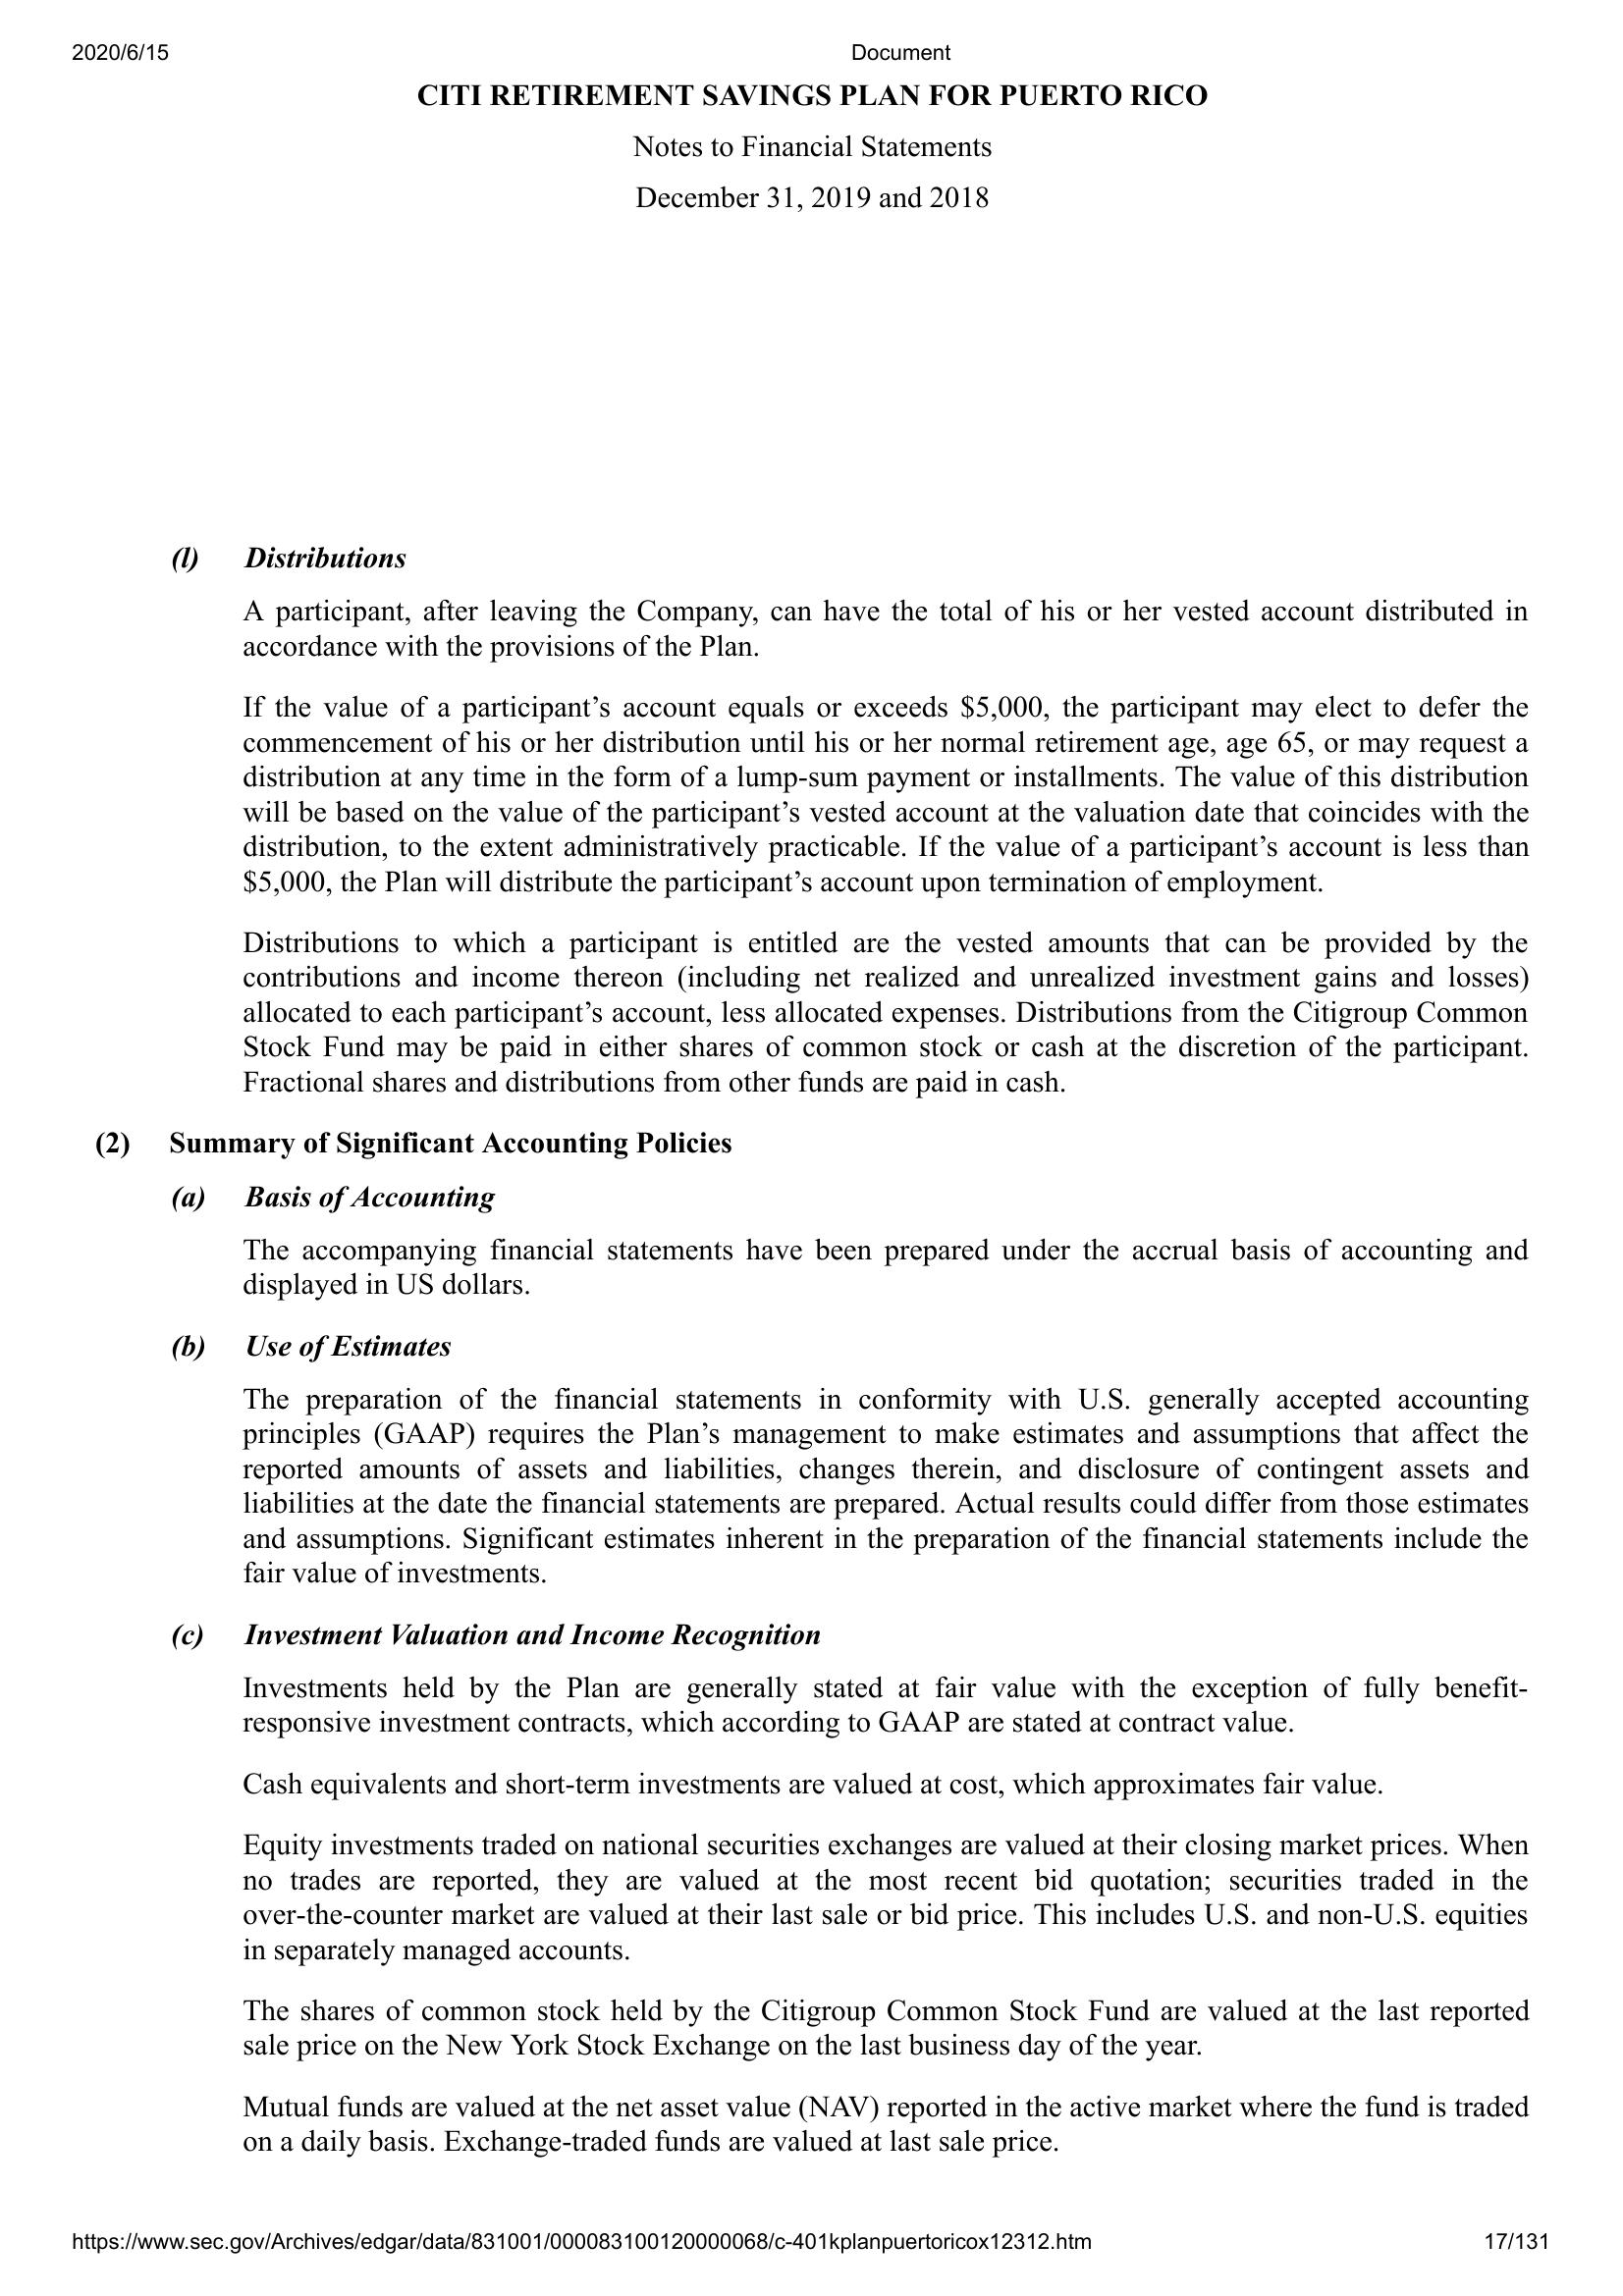 2020/6/15 Document
CITI RETIREMENT SAVINGS PLAN FOR PUERTO RICO
Notes to Financial Statements
December 31, 2019 and 2018
(l) Distributions
A participant, after leaving the Company, can have the total of his or her vested account distributed in
accordance with the provisions of the Plan.
If the value of a participant’s account equals or exceeds $5,000, the participant may elect to defer the
commencement of his or her distribution until his or her normal retirement age, age 65, or may request a
distribution at any time in the form of a lump-sum payment or installments. The value of this distribution
will be based on the value of the participant’s vested account at the valuation date that coincides with the
distribution, to the extent administratively practicable. If the value of a participant’s account is less than
$5,000, the Plan will distribute the participant’s account upon termination of employment.
Distributions to which a participant is entitled are the vested amounts that can be provided by the
contributions and income thereon (including net realized and unrealized investment gains and losses)
allocated to each participant’s account, less allocated expenses. Distributions from the Citigroup Common
Stock Fund may be paid in either shares of common stock or cash at the discretion of the participant.
Fractional shares and distributions from other funds are paid in cash.
(2) Summary of Significant Accounting Policies
(a) Basis of Accounting
The accompanying financial statements have been prepared under the accrual basis of accounting and
displayed in US dollars.
(b) Use of Estimates
The preparation of the financial statements in conformity with U.S. generally accepted accounting
principles (GAAP) requires the Plan’s management to make estimates and assumptions that affect the
reported amounts of assets and liabilities, changes therein, and disclosure of contingent assets and
liabilities at the date the financial statements are prepared. Actual results could differ from those estimates
and assumptions. Significant estimates inherent in the preparation of the financial statements include the
fair value of investments.
(c) Investment Valuation and Income Recognition
Investments held by the Plan are generally stated at fair value with the exception of fully benefit-
responsive investment contracts, which according to GAAP are stated at contract value.
Cash equivalents and short-term investments are valued at cost, which approximates fair value.
Equity investments traded on national securities exchanges are valued at their closing market prices. When
no trades are reported, they are valued at the most recent bid quotation; securities traded in the
over-the-counter market are valued at their last sale or bid price. This includes U.S. and non-U.S. equities
in separately managed accounts.
The shares of common stock held by the Citigroup Common Stock Fund are valued at the last reported
sale price on the New York Stock Exchange on the last business day of the year.
Mutual funds are valued at the net asset value (NAV) reported in the active market where the fund is traded
on a daily basis. Exchange-traded funds are valued at last sale price.
https://www.sec.gov/Archives/edgar/data/831001/000083100120000068/c-401kplanpuertoricox12312.htm 17/131